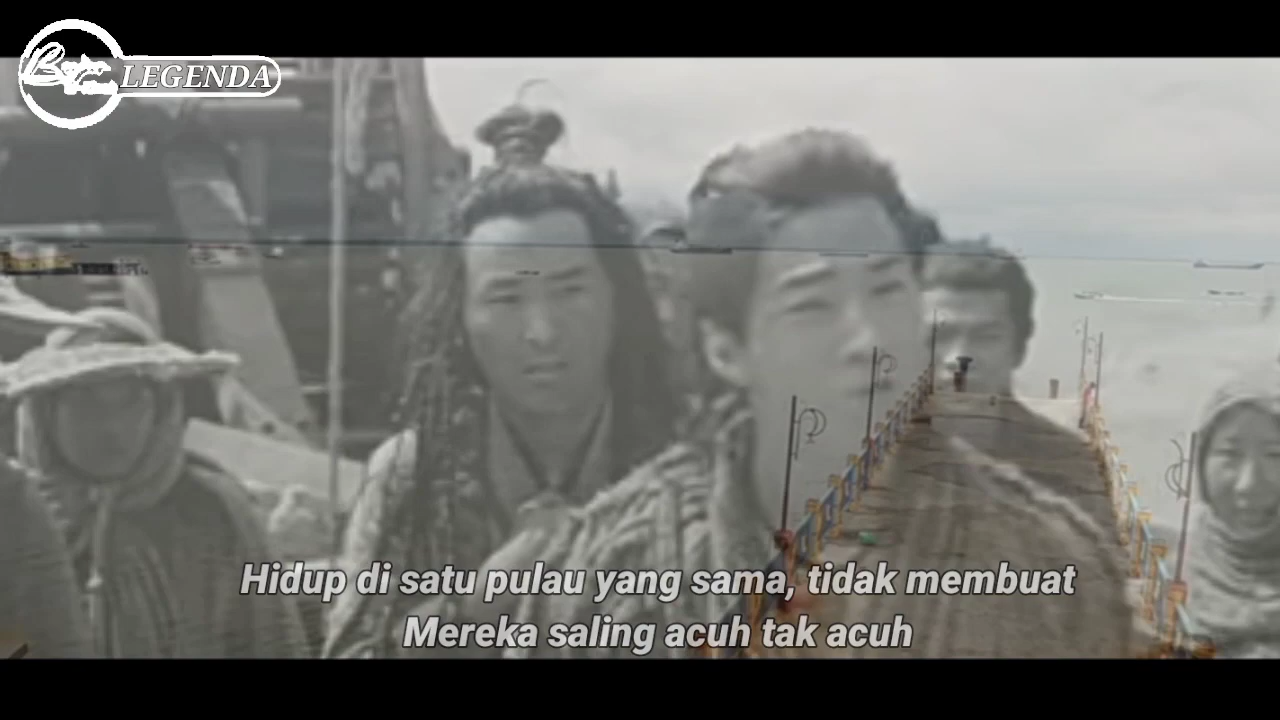 LEGENDA
Hidup di satu pulau yang sama, tidak membuat
Mereka saling acuh tak acuh